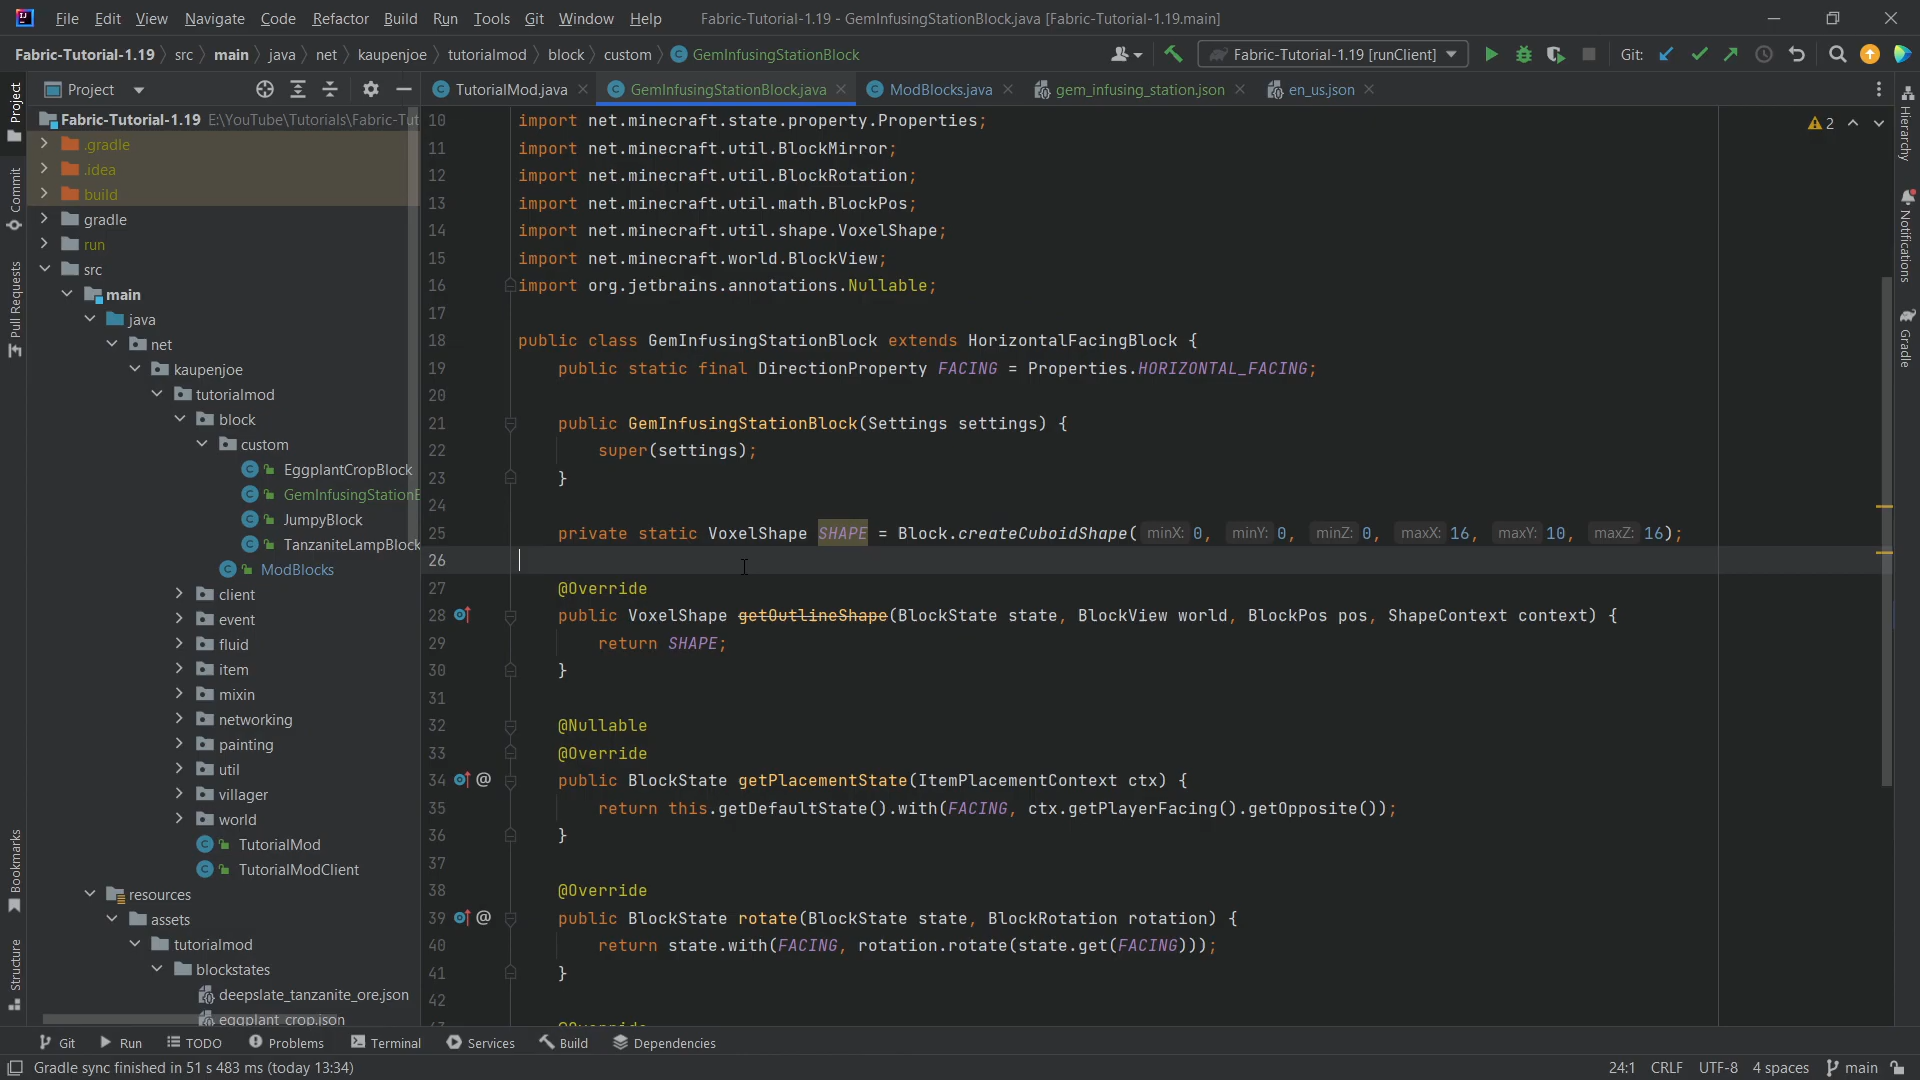 File Edit View Navigate Code Refactor Build Run Tools Git Window Help Fabric-Tutorial-1.19 - GemInfusingStationBlock.java [Fabric-Tutorial-1.19.main]
Fabric-Tutorial-1.19 src main java net kaupenjoe tutorialmod block custom GemInfusingStationBlock Fabric-Tutorial-1.19 [runClient] Git:
Project
TutorialMod.java GemInfusingStationBlock.java ModBlocks.java gem_infusing_station.json en_us.json
Fabric-Tutorial-1.19 E:\YouTube\Tutorials\Fabric-Tut
.gradle
.idea
build
gradle
run
src
main
java
net
kaupenjoe
tutorialmod
block
custom
EggplantCropBlock
GemInfusingStationB
JumpyBlock
TanzaniteLampBlock
ModBlocks
client
event
fluid
item
mixin
networking
painting
util
villager
world
TutorialMod
TutorialModClient
resources
assets
tutorialmod
blockstates
deepslate_tanzanite_ore.json
eggplant_crop.json
Project
Commit
Pull Requests
Bookmarks
Structure
2
10 import net.minecraft.state.property.Properties;
11 import net.minecraft.util.BlockMirror;
12 import net.minecraft.util.BlockRotation;
13 import net.minecraft.util.math.BlockPos;
14 import net.minecraft.util.shape.VoxelShape;
15 import net.minecraft.world.BlockView;
16 import org.jetbrains.annotations.Nullable;
17
18 public class GemInfusingStationBlock extends HorizontalFacingBlock {
19 public static final DirectionProperty FACING = Properties.HORIZONTAL_FACING;
20
21 public GemInfusingStationBlock(Settings settings) {
22 super(settings);
23 }
24
25 private static VoxelShape SHAPE = Block.createCuboidShape( minX: 0, minY: 0, minZ: 0, maxX: 16, maxY: 10, maxZ: 16);
26
27 @Override
28 public VoxelShape getOutlineShape(BlockState state, BlockView world, BlockPos pos, ShapeContext context) {
29 return SHAPE;
30 }
31
32 @Nullable
33 @Override
34 @ public BlockState getPlacementState(ItemPlacementContext ctx) {
35 return this.getDefaultState().with(FACING, ctx.getPlayerFacing().getOpposite());
36 }
37
38 @Override
39 @ public BlockState rotate(BlockState state, BlockRotation rotation) {
40 return state.with(FACING, rotation.rotate(state.get(FACING)));
41 }
42
43 @Override
Hierarchy
Notifications
Gradle
Git Run TODO Problems Terminal Services Build Dependencies
Gradle sync finished in 51 s 483 ms (today 13:34) 24:1 CRLF UTF-8 4 spaces main